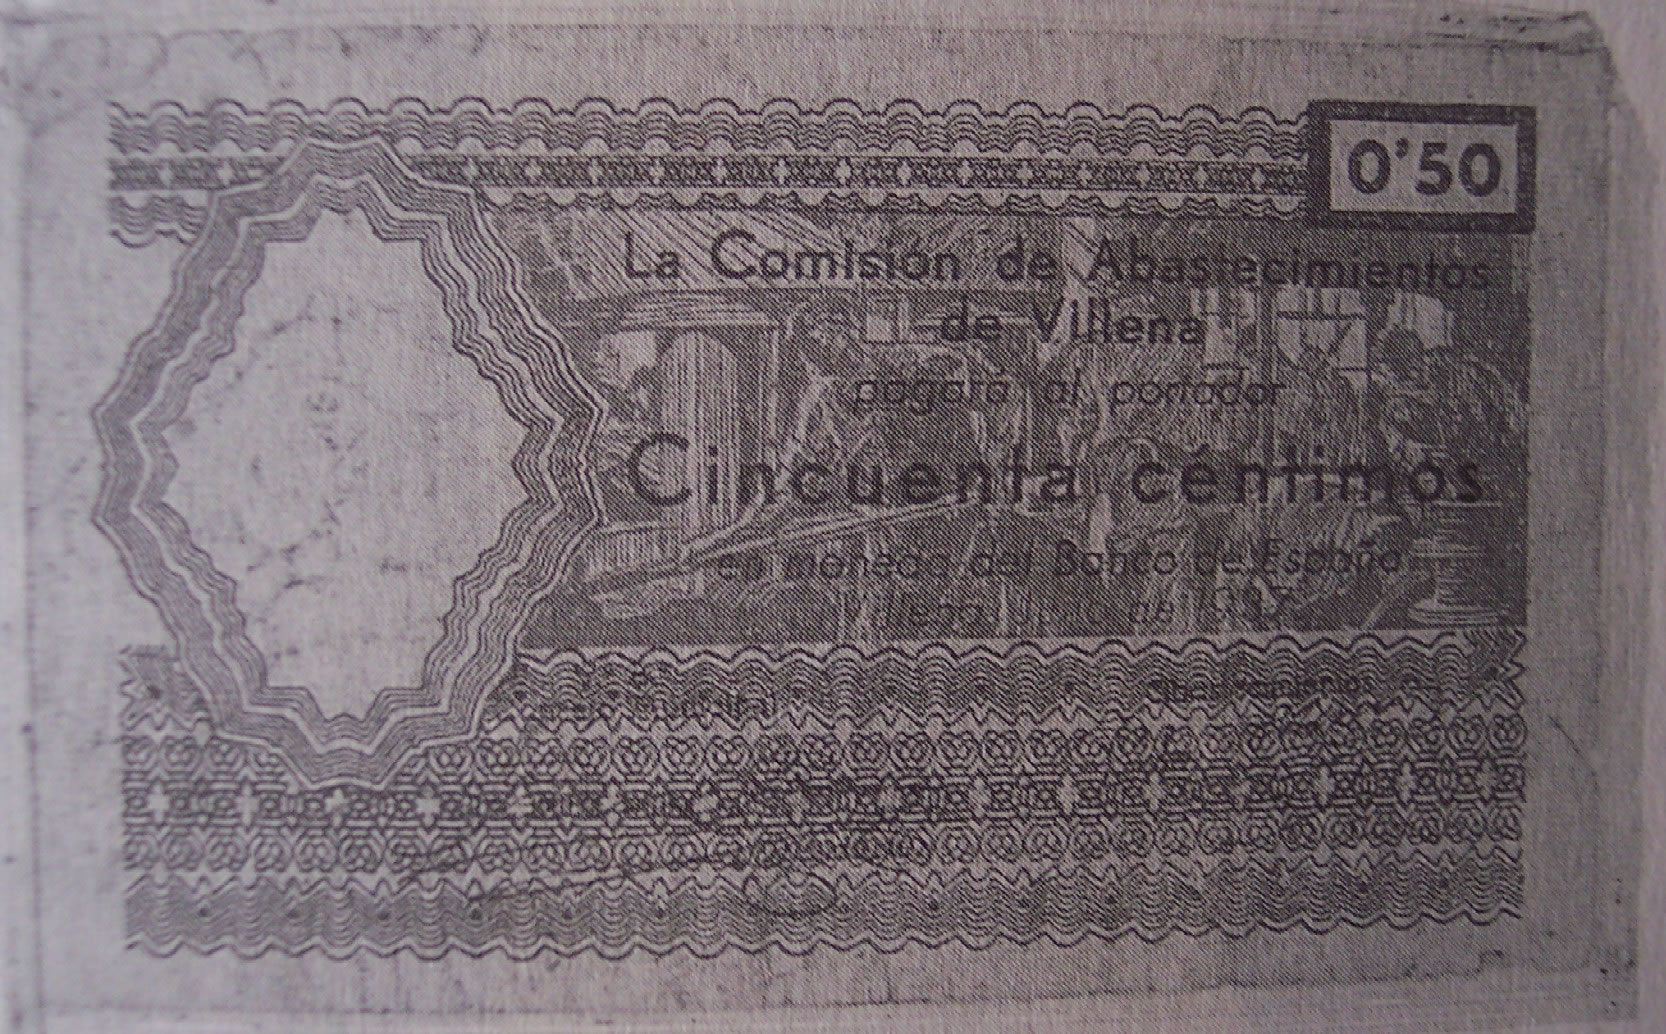 0'50
La Comisión de Abastecimientos
de Villena
pagará al portador
Cincuenta céntimos
en moneda del Banco de España
de